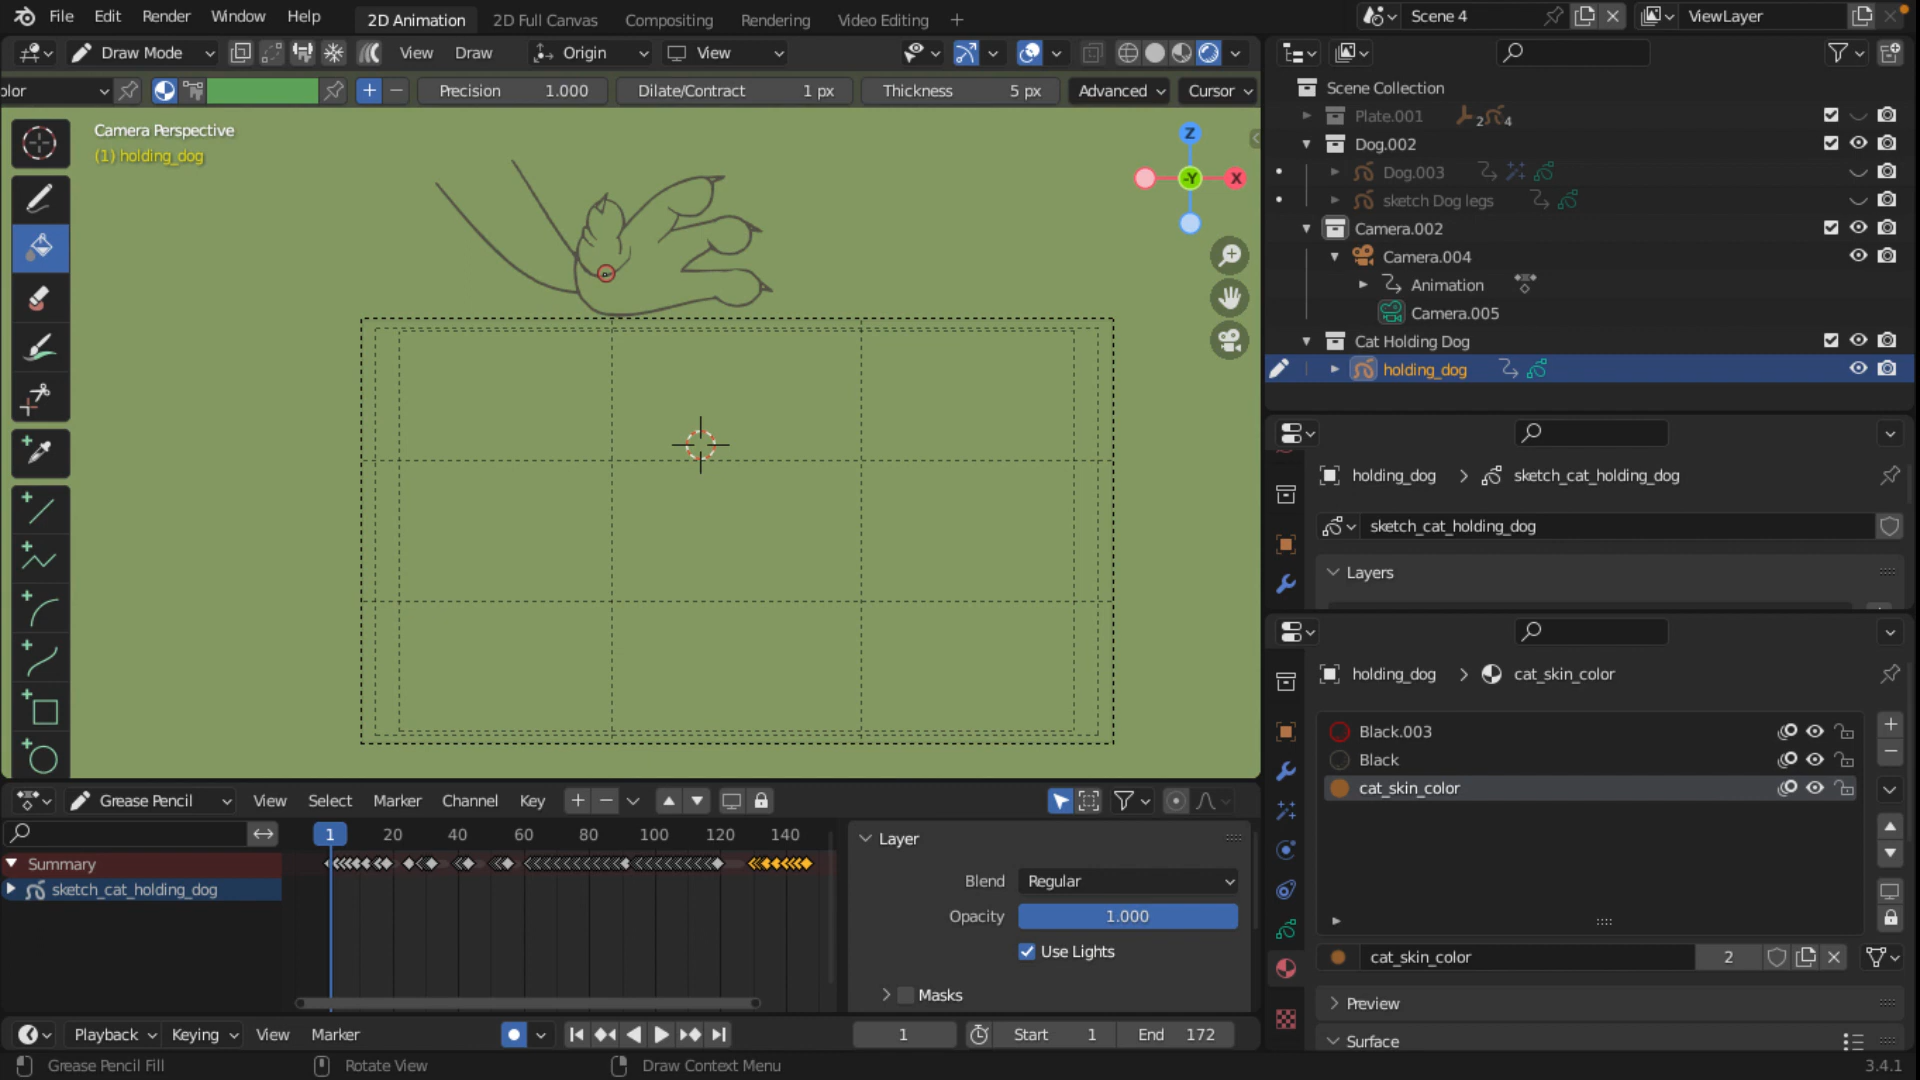 File Edit Render Window Help 2D Animation 2D Full Canvas Compositing Rendering Video Editing Scene 4 ViewLayer
Draw Mode View Draw Origin View
olor Precision 1.000 Dilate/Contract 1 px Thickness 5 px Advanced Cursor
Camera Perspective
(1) holding_dog
Z
-Y
X
Scene Collection
Plate.001 2 4
Dog.002
Dog.003
sketch Dog legs
Camera.002
Camera.004
Animation
Camera.005
Cat Holding Dog
holding_dog
holding_dog > sketch_cat_holding_dog
sketch_cat_holding_dog
Layers
holding_dog > cat_skin_color
Black.003
Black
cat_skin_color
cat_skin_color 2
Preview
Surface
Grease Pencil View Select Marker Channel Key
1 20 40 60 80 100 120 140
Summary
sketch_cat_holding_dog
Layer
Blend Regular
Opacity 1.000
Use Lights
Masks
Playback Keying View Marker 1 Start 1 End 172
Grease Pencil Fill Rotate View Draw Context Menu 3.4.1